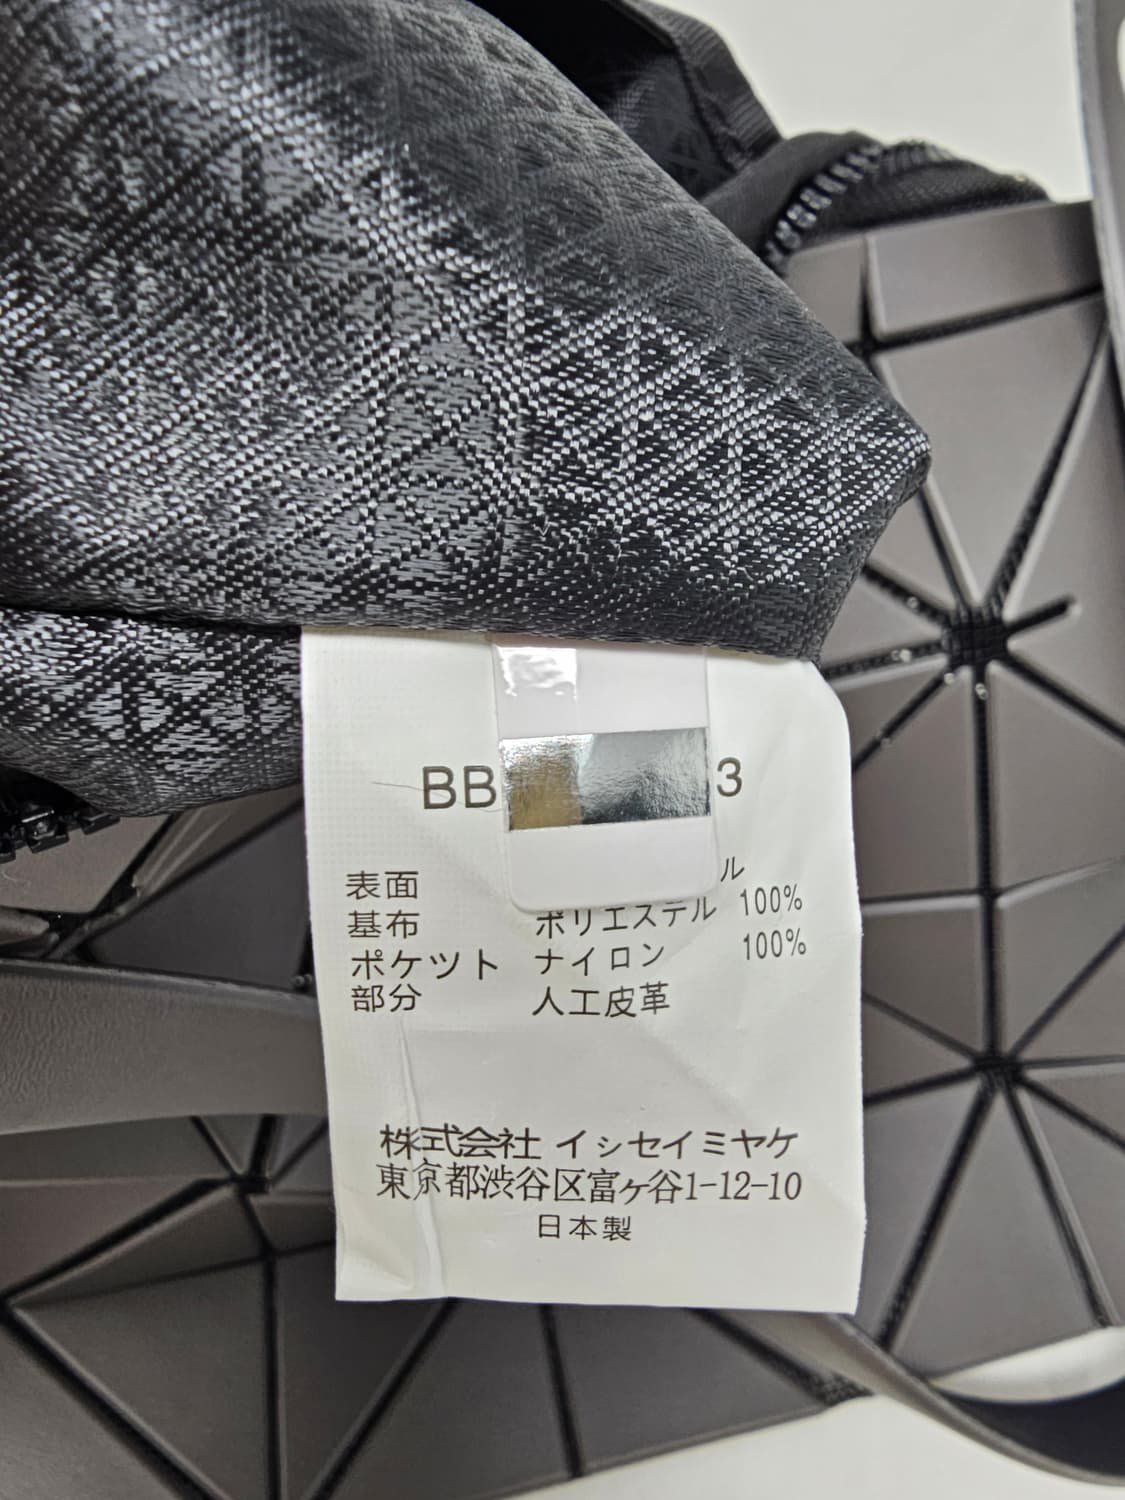 BB 3
表面 ル
基布 ポリエステル 100%
ポケツト ナイロン 100%
部分 人工皮革
株式会社 イッセイミヤケ
東京都渋谷区富ヶ谷1-12-10
日本製